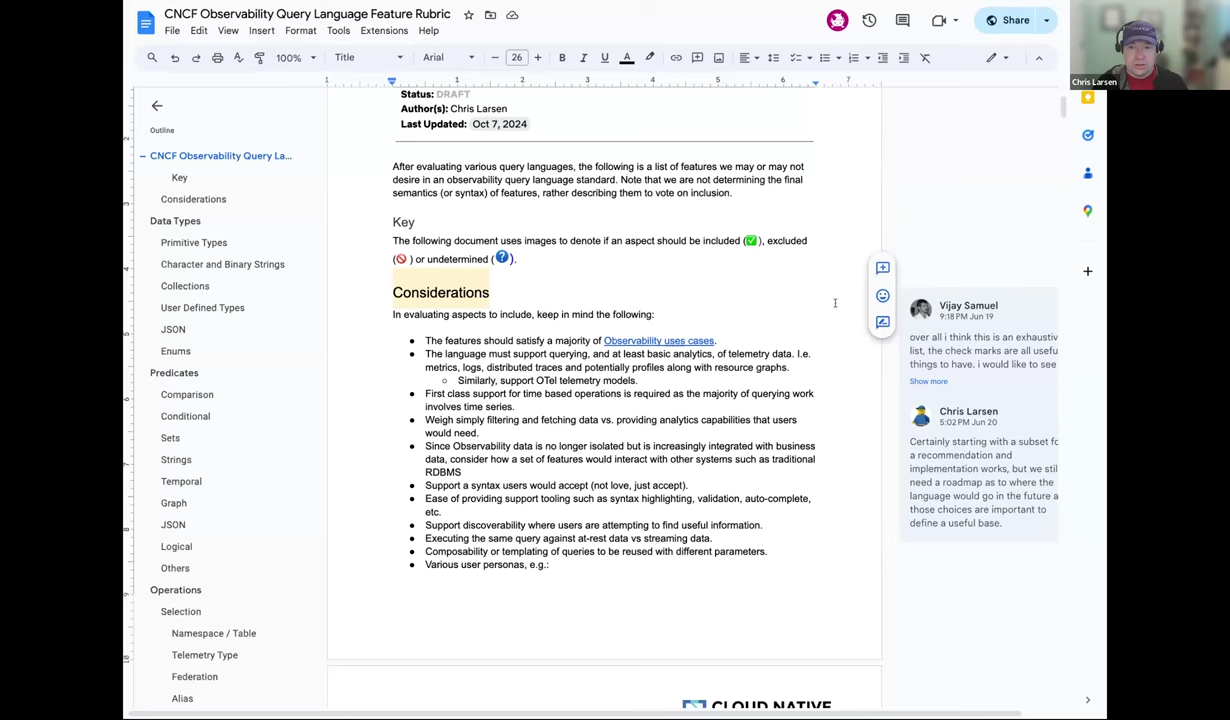 CNCF Observability Query Language Feature Rubric
File Edit View Insert Format Tools Extensions Help
Share
100% Title Arial 26
Chris Larsen
Outline
CNCF Observability Query La...
Key
Considerations
Data Types
Primitive Types
Character and Binary Strings
Collections
User Defined Types
JSON
Enums
Predicates
Comparison
Conditional
Sets
Strings
Temporal
Graph
JSON
Logical
Others
Operations
Selection
Namespace / Table
Telemetry Type
Federation
Alias
Status: DRAFT
Author(s): Chris Larsen
Last Updated: Oct 7, 2024
After evaluating various query languages, the following is a list of features we may or may not
desire in an observability query language standard. Note that we are not determining the final
semantics (or syntax) of features, rather describing them to vote on inclusion.
Key
The following document uses images to denote if an aspect should be included (✅), excluded
(🚫 ) or undetermined (❓).
Considerations
In evaluating aspects to include, keep in mind the following:
● The features should satisfy a majority of Observability uses cases.
● The language must support querying, and at least basic analytics, of telemetry data. I.e.
metrics, logs, distributed traces and potentially profiles along with resource graphs.
○ Similarly, support OTel telemetry models.
● First class support for time based operations is required as the majority of querying work
involves time series.
● Weigh simply filtering and fetching data vs. providing analytics capabilities that users
would need.
● Since Observability data is no longer isolated but is increasingly integrated with business
data, consider how a set of features would interact with other systems such as traditional
RDBMS
● Support a syntax users would accept (not love, just accept).
● Ease of providing support tooling such as syntax highlighting, validation, auto-complete,
etc.
● Support discoverability where users are attempting to find useful information.
● Executing the same query against at-rest data vs streaming data.
● Composability or templating of queries to be reused with different parameters.
● Various user personas, e.g.:
CLOUD NATIVE
Vijay Samuel
9:18 PM Jun 19
over all i think this is an exhaustiv
list, the check marks are all usefu
things to have. i would like to see
Show more
Chris Larsen
5:02 PM Jun 20
Certainly starting with a subset fo
a recommendation and
implementation works, but we stil
need a roadmap as to where the
language would go in the future a
those choices are important to
define a useful base.